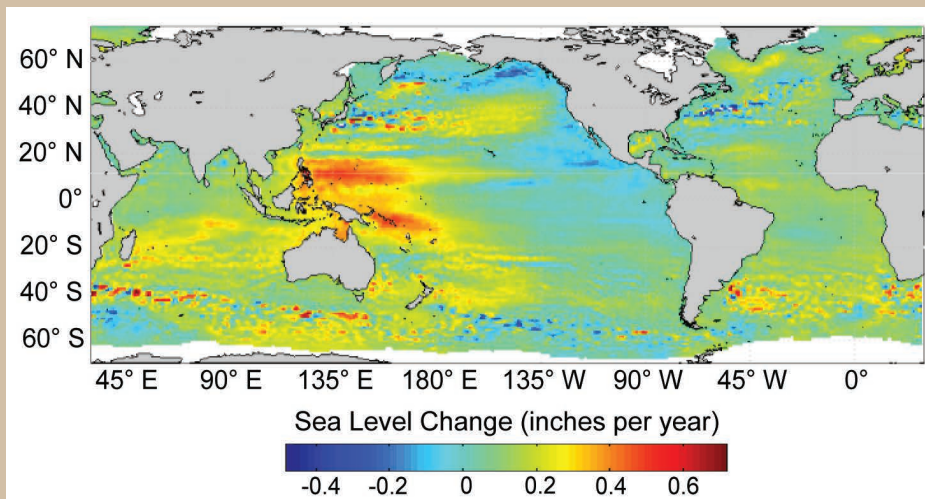 60° N
40° N
20° N
0°
20° S
40° S
60° S
45° E 90° E 135° E 180° E 135° W 90° W 45° W 0°
Sea Level Change (inches per year)
-0.4 -0.2 0 0.2 0.4 0.6